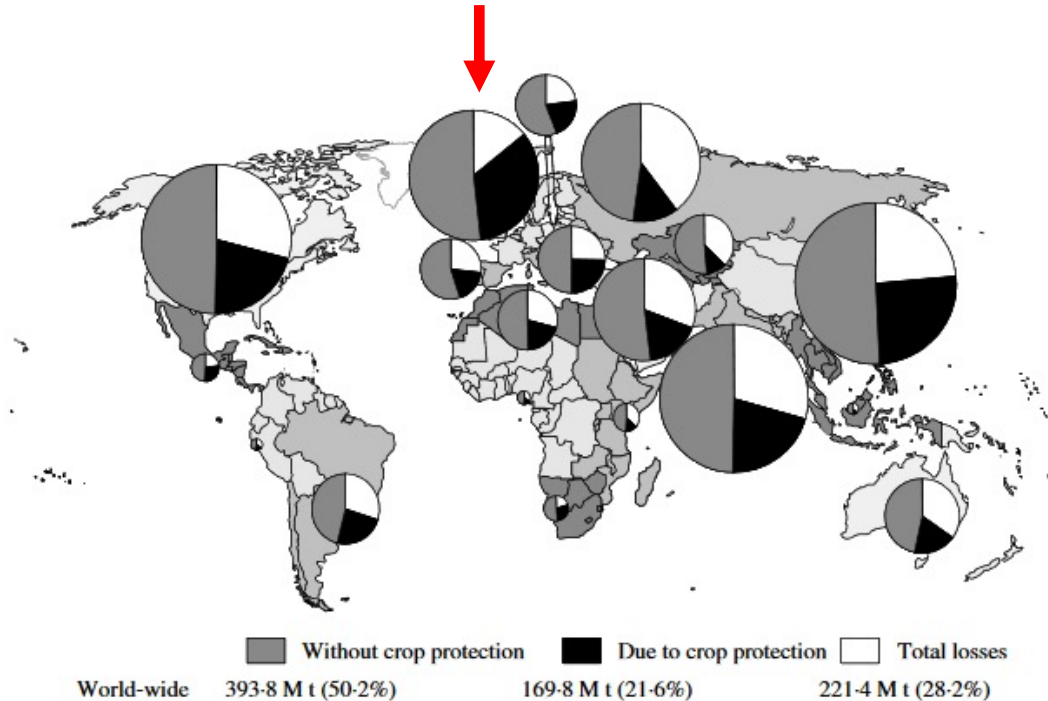 Without crop protection Due to crop protection Total losses
World-wide 393·8 M t (50·2%) 169·8 M t (21·6%) 221·4 M t (28·2%)